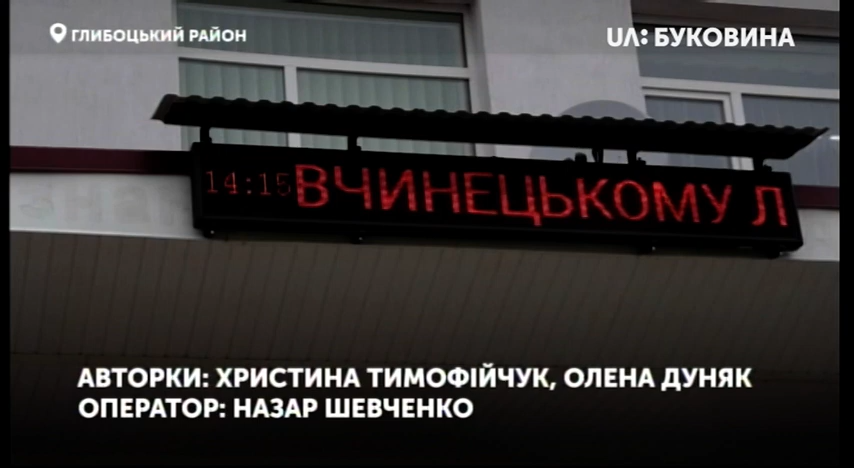 ГЛИБОЦЬКИЙ РАЙОН
UA: БУКОВИНА
14:15 ВЧИНЕЦЬКОМУ Л
АВТОРКИ: ХРИСТИНА ТИМОФІЙЧУК, ОЛЕНА ДУНЯК
ОПЕРАТОР: НАЗАР ШЕВЧЕНКО